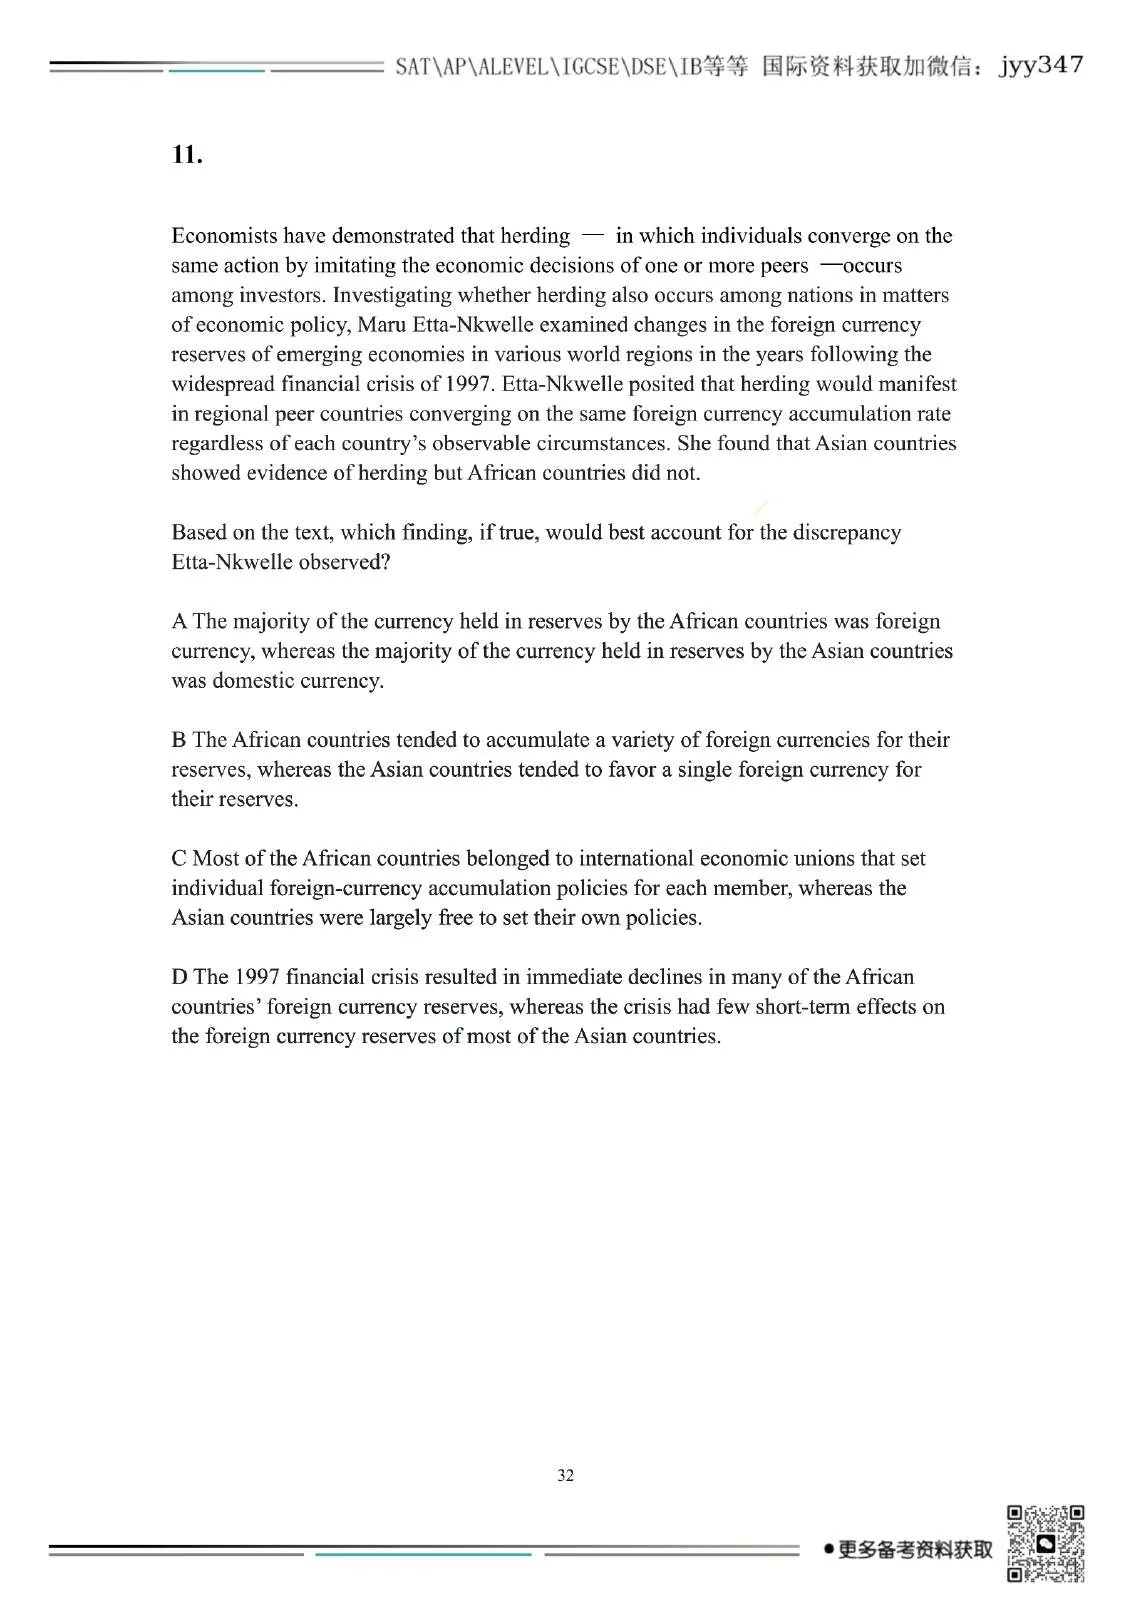 SAT\AP\ALEVEL\IGCSE\DSE\IB等等 国际资料获取加微信：jyy347
11.
Economists have demonstrated that herding — in which individuals converge on the
same action by imitating the economic decisions of one or more peers —occurs
among investors. Investigating whether herding also occurs among nations in matters
of economic policy, Maru Etta-Nkwelle examined changes in the foreign currency
reserves of emerging economies in various world regions in the years following the
widespread financial crisis of 1997. Etta-Nkwelle posited that herding would manifest
in regional peer countries converging on the same foreign currency accumulation rate
regardless of each country's observable circumstances. She found that Asian countries
showed evidence of herding but African countries did not.
Based on the text, which finding, if true, would best account for the discrepancy
Etta-Nkwelle observed?
A The majority of the currency held in reserves by the African countries was foreign
currency, whereas the majority of the currency held in reserves by the Asian countries
was domestic currency.
B The African countries tended to accumulate a variety of foreign currencies for their
reserves, whereas the Asian countries tended to favor a single foreign currency for
their reserves.
C Most of the African countries belonged to international economic unions that set
individual foreign-currency accumulation policies for each member, whereas the
Asian countries were largely free to set their own policies.
D The 1997 financial crisis resulted in immediate declines in many of the African
countries' foreign currency reserves, whereas the crisis had few short-term effects on
the foreign currency reserves of most of the Asian countries.
32
●更多备考资料获取